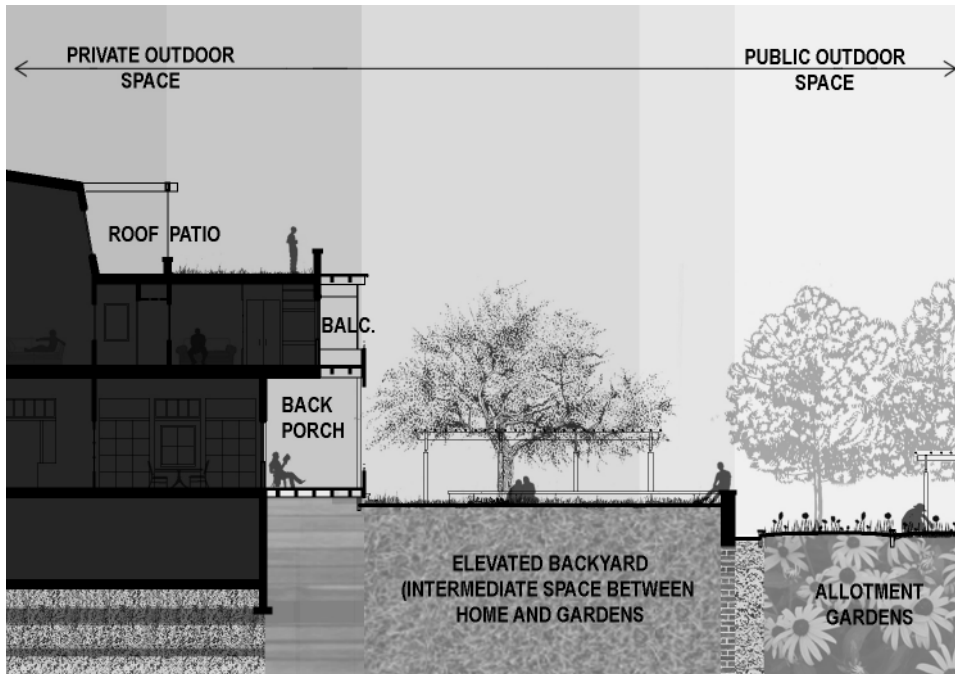 PRIVATE OUTDOOR
SPACE
PUBLIC OUTDOOR
SPACE
ROOF PATIO
BALC.
BACK
PORCH
ELEVATED BACKYARD
(INTERMEDIATE SPACE BETWEEN
HOME AND GARDENS
ALLOTMENT
GARDENS